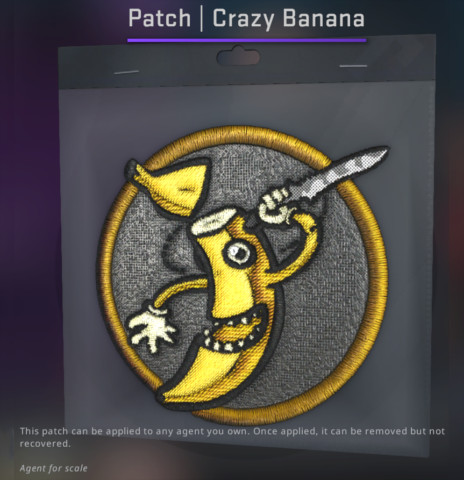 Patch | Crazy Banana
This patch can be applied to any agent you own. Once applied, it can be removed but not
recovered.
Agent for scale